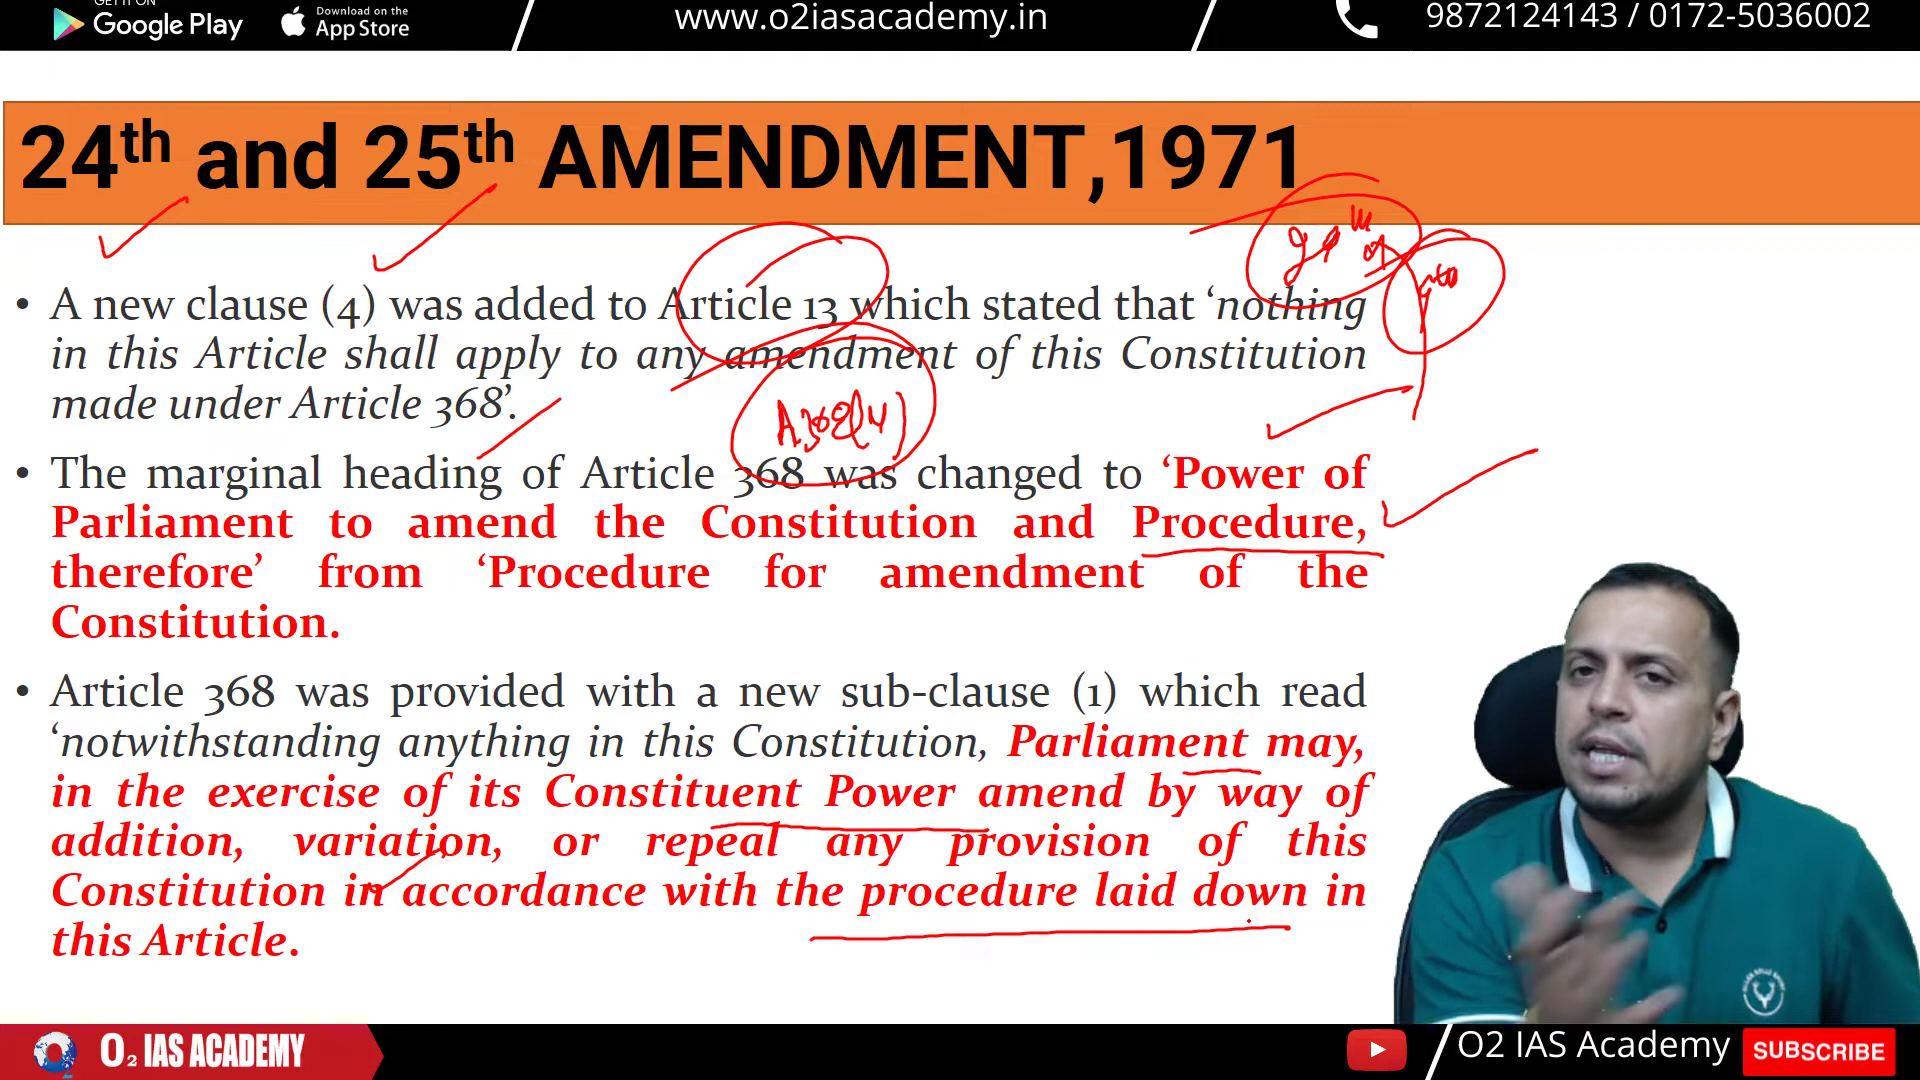 GET IT ON
Google Play
Download on the
App Store
www.o2iasacademy.in
9872124143 / 0172-5036002
24th and 25th AMENDMENT,1971
• A new clause (4) was added to Article 13 which stated that ‘nothing
in this Article shall apply to any amendment of this Constitution
made under Article 368’.
A368(4)
• The marginal heading of Article 368 was changed to ‘Power of
Parliament to amend the Constitution and Procedure,
therefore’ from ‘Procedure for amendment of the
Constitution.
• Article 368 was provided with a new sub-clause (1) which read
‘notwithstanding anything in this Constitution, Parliament may,
in the exercise of its Constituent Power amend by way of
addition, variation, or repeal any provision of this
Constitution in accordance with the procedure laid down in
this Article.
O2 IAS ACADEMY
O2 IAS Academy
SUBSCRIBE